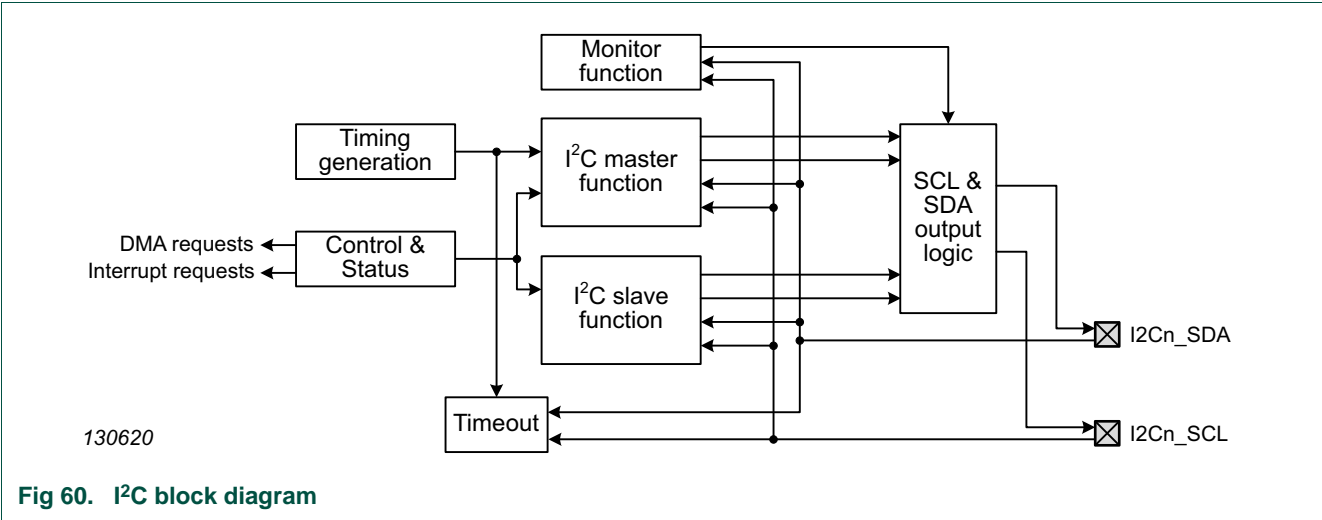 Monitor
function
Timing
generation
I²C master
function
SCL &
SDA
output
logic
DMA requests
Interrupt requests
Control &
Status
I²C slave
function
I2Cn_SDA
Timeout
I2Cn_SCL
130620
Fig 60. I²C block diagram